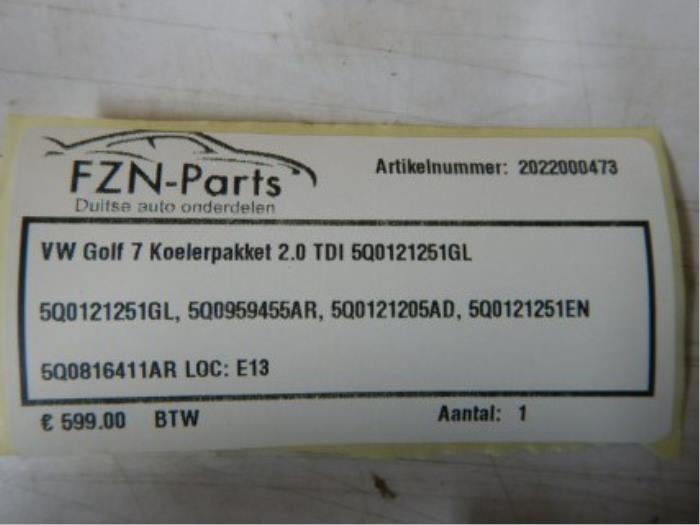 FZN-Parts
Duitse auto onderdelen
Artikelnummer: 2022000473
VW Golf 7 Koelerpakket 2.0 TDI 5Q0121251GL
5Q0121251GL, 5Q0959455AR, 5Q0121205AD, 5Q0121251EN
5Q0816411AR LOC: E13
€ 599.00 BTW Aantal: 1